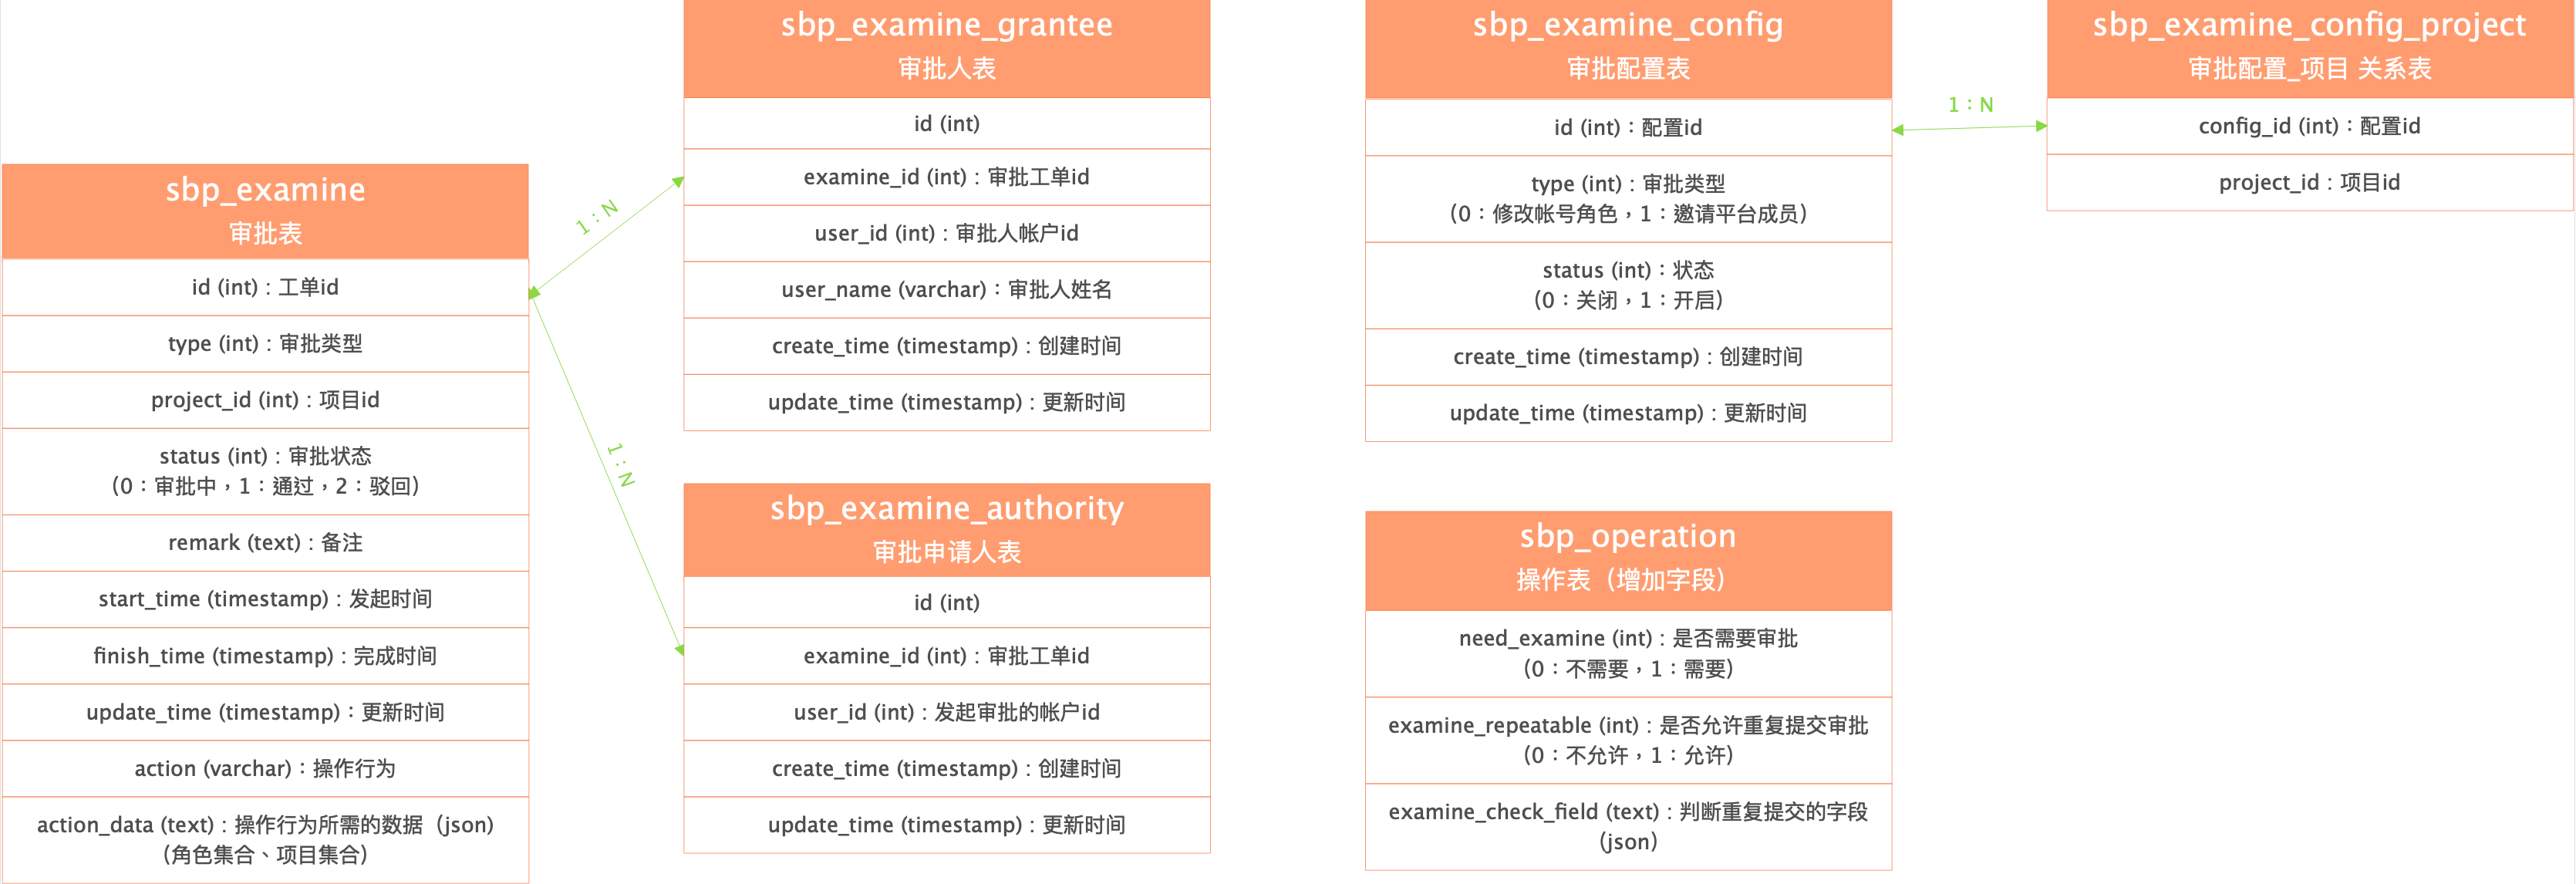 sbp_examine
审批表
id (int) : 工单id
type (int) : 审批类型
project_id (int) : 项目id
status (int) : 审批状态
（0：审批中，1：通过，2：驳回）
remark (text) : 备注
start_time (timestamp) : 发起时间
finish_time (timestamp) : 完成时间
update_time (timestamp)：更新时间
action (varchar)：操作行为
action_data (text) : 操作行为所需的数据（json）
（角色集合、项目集合）
1：N
1：N
sbp_examine_grantee
审批人表
id (int)
examine_id (int) : 审批工单id
user_id (int) : 审批人帐户id
user_name (varchar)：审批人姓名
create_time (timestamp) : 创建时间
update_time (timestamp) : 更新时间
sbp_examine_authority
审批申请人表
id (int)
examine_id (int) : 审批工单id
user_id (int) : 发起审批的帐户id
create_time (timestamp) : 创建时间
update_time (timestamp) : 更新时间
sbp_examine_config
审批配置表
id (int)：配置id
type (int) : 审批类型
（0：修改帐号角色，1：邀请平台成员）
status (int)：状态
（0：关闭，1：开启）
create_time (timestamp) : 创建时间
update_time (timestamp) : 更新时间
1：N
sbp_examine_config_project
审批配置_项目 关系表
config_id (int)：配置id
project_id：项目id
sbp_operation
操作表（增加字段）
need_examine (int) : 是否需要审批
（0：不需要，1：需要）
examine_repeatable (int)：是否允许重复提交审批
（0：不允许，1：允许）
examine_check_field (text) : 判断重复提交的字段
（json）